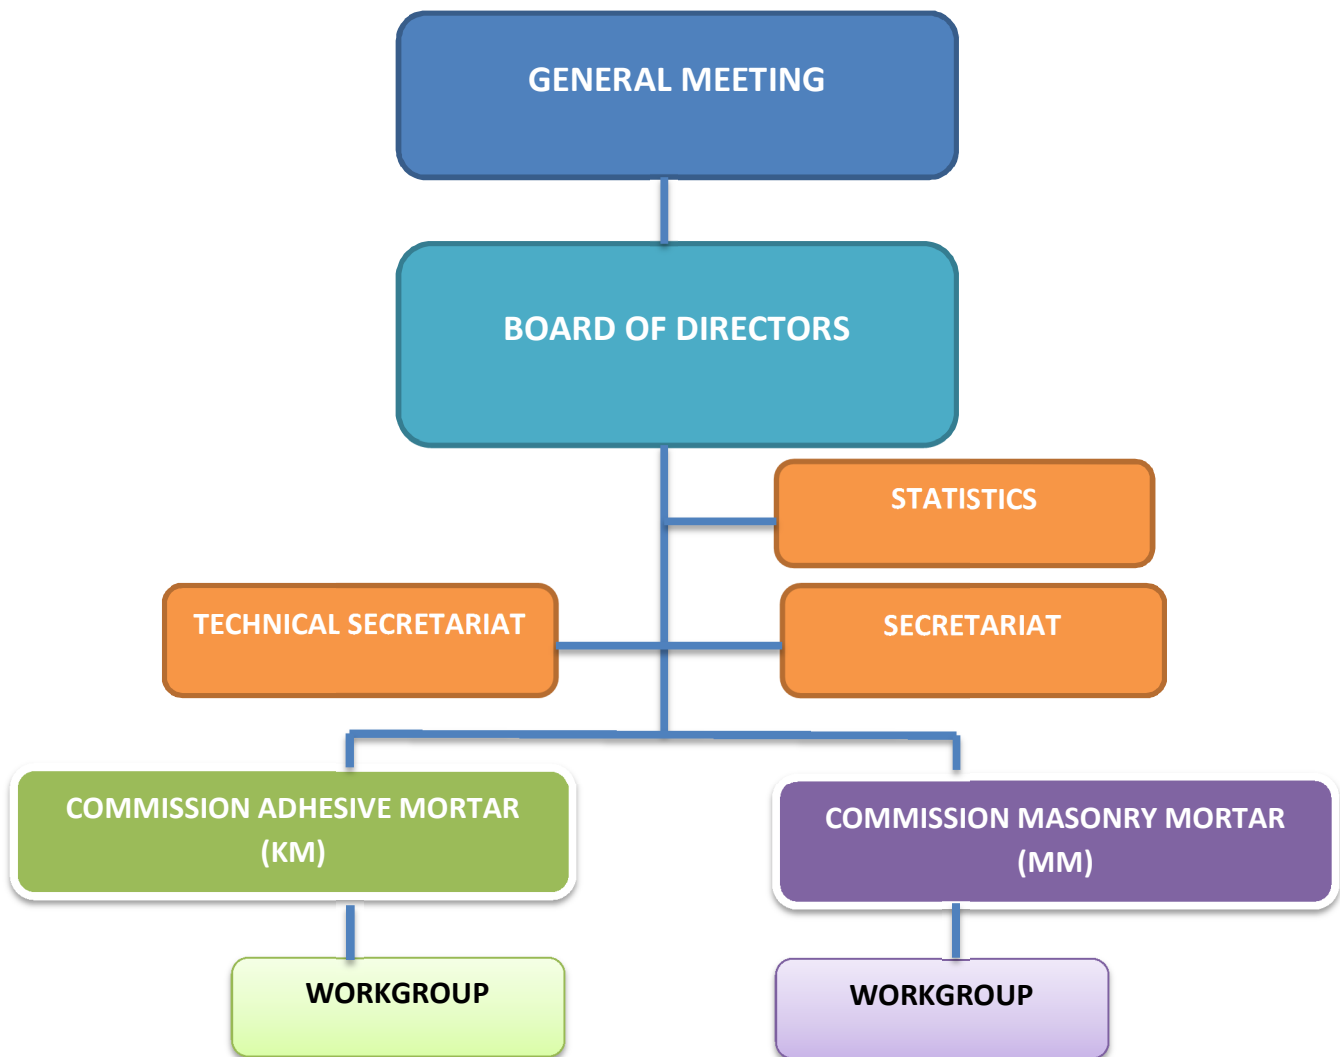 GENERAL MEETING
BOARD OF DIRECTORS
STATISTICS
TECHNICAL SECRETARIAT
SECRETARIAT
COMMISSION ADHESIVE MORTAR
(KM)
COMMISSION MASONRY MORTAR
(MM)
WORKGROUP
WORKGROUP